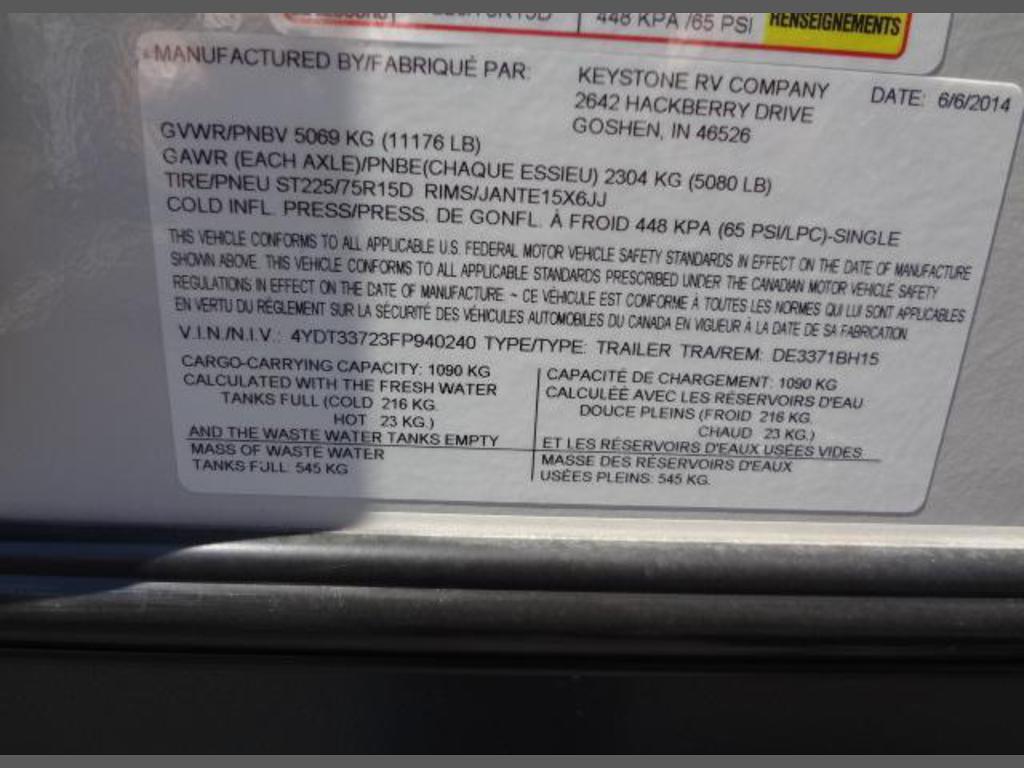 448 KPA /65 PSI RENSEIGNEMENTS
MANUFACTURED BY/FABRIQUÉ PAR: KEYSTONE RV COMPANY DATE: 6/6/2014
2642 HACKBERRY DRIVE
GOSHEN, IN 46526
GVWR/PNBV 5069 KG (11176 LB)
GAWR (EACH AXLE)/PNBE(CHAQUE ESSIEU) 2304 KG (5080 LB)
TIRE/PNEU ST225/75R15D RIMS/JANTE15X6JJ
COLD INFL. PRESS/PRESS. DE GONFL. À FROID 448 KPA (65 PSI/LPC)-SINGLE
THIS VEHICLE CONFORMS TO ALL APPLICABLE U.S. FEDERAL MOTOR VEHICLE SAFETY STANDARDS IN EFFECT ON THE DATE OF MANUFACTURE
SHOWN ABOVE. THIS VEHICLE CONFORMS TO ALL APPLICABLE STANDARDS PRESCRIBED UNDER THE CANADIAN MOTOR VEHICLE SAFETY
REGULATIONS IN EFFECT ON THE DATE OF MANUFACTURE. ~ CE VÉHICULE EST CONFORME À TOUTES LES NORMES QUI LUI SONT APPLICABLES
EN VERTU DU RÉGLEMENT SUR LA SÉCURITÉ DES VÉHICULES AUTOMOBILES DU CANADA EN VIGUEUR À LA DATE DE SA FABRICATION.
V.I.N./N.I.V.: 4YDT33723FP940240 TYPE/TYPE: TRAILER TRA/REM: DE3371BH15
CARGO-CARRYING CAPACITY: 1090 KG
CALCULATED WITH THE FRESH WATER
TANKS FULL (COLD 216 KG.
HOT 23 KG.)
AND THE WASTE WATER TANKS EMPTY
MASS OF WASTE WATER
TANKS FULL: 545 KG
CAPACITÉ DE CHARGEMENT: 1090 KG
CALCULÉE AVEC LES RÉSERVOIRS D'EAU
DOUCE PLEINS (FROID 216 KG.
CHAUD 23 KG.)
ET LES RÉSERVOIRS D'EAUX USÉES VIDES
MASSE DES RÉSERVOIRS D'EAUX
USÉES PLEINS: 545 KG.